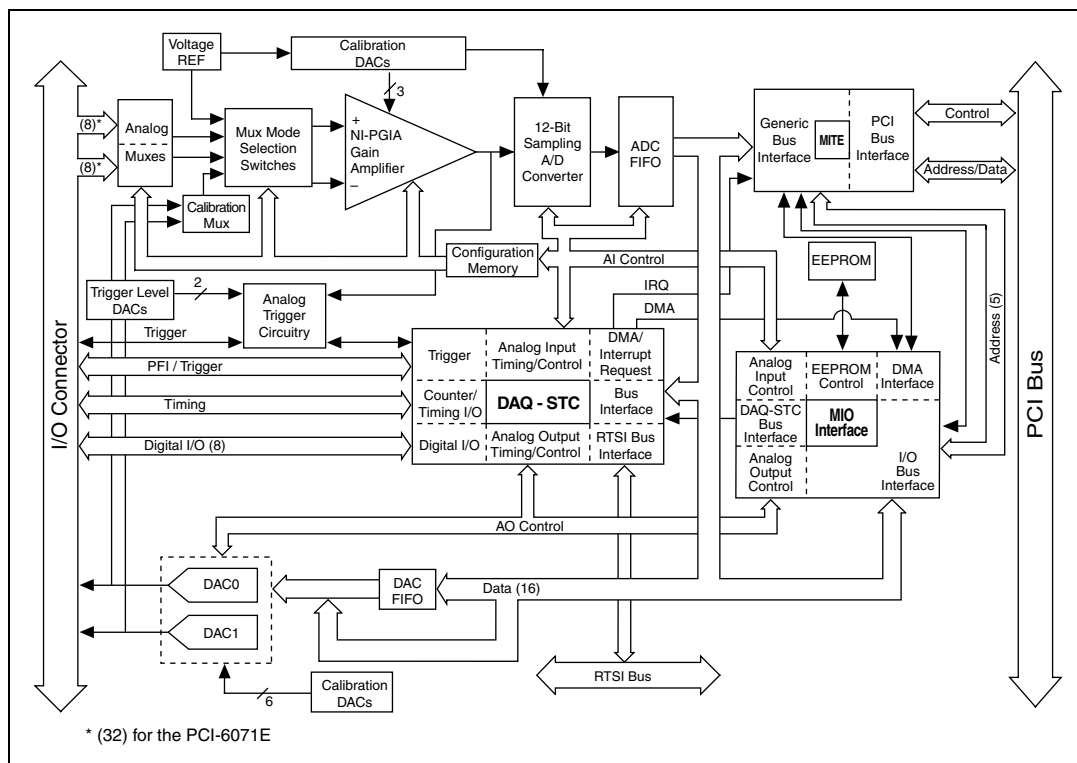 Voltage
REF
Calibration
DACs
3
(8)*
(8)*
Analog
Muxes
Mux Mode
Selection
Switches
+
NI-PGIA
Gain
Amplifier
–
12-Bit
Sampling
A/D
Converter
ADC
FIFO
Generic
Bus
Interface
MITE
PCI
Bus
Interface
Control
Address/Data
Calibration
Mux
Configuration
Memory
AI Control
EEPROM
IRQ
DMA
Address (5)
Trigger Level
DACs
2
Analog
Trigger
Circuitry
Trigger
PFI / Trigger
Timing
Digital I/O (8)
I/O Connector
PCI Bus
Trigger
Analog Input
Timing/Control
DMA/
Interrupt
Request
Counter/
Timing I/O
DAQ - STC
Bus
Interface
Digital I/O
Analog Output
Timing/Control
RTSI Bus
Interface
Analog
Input
Control
EEPROM
Control
DMA
Interface
DAQ-STC
Bus
Interface
MIO
Interface
Analog
Output
Control
I/O
Bus
Interface
AO Control
DAC0
DAC1
DAC
FIFO
Data (16)
6
Calibration
DACs
RTSI Bus
* (32) for the PCI-6071E